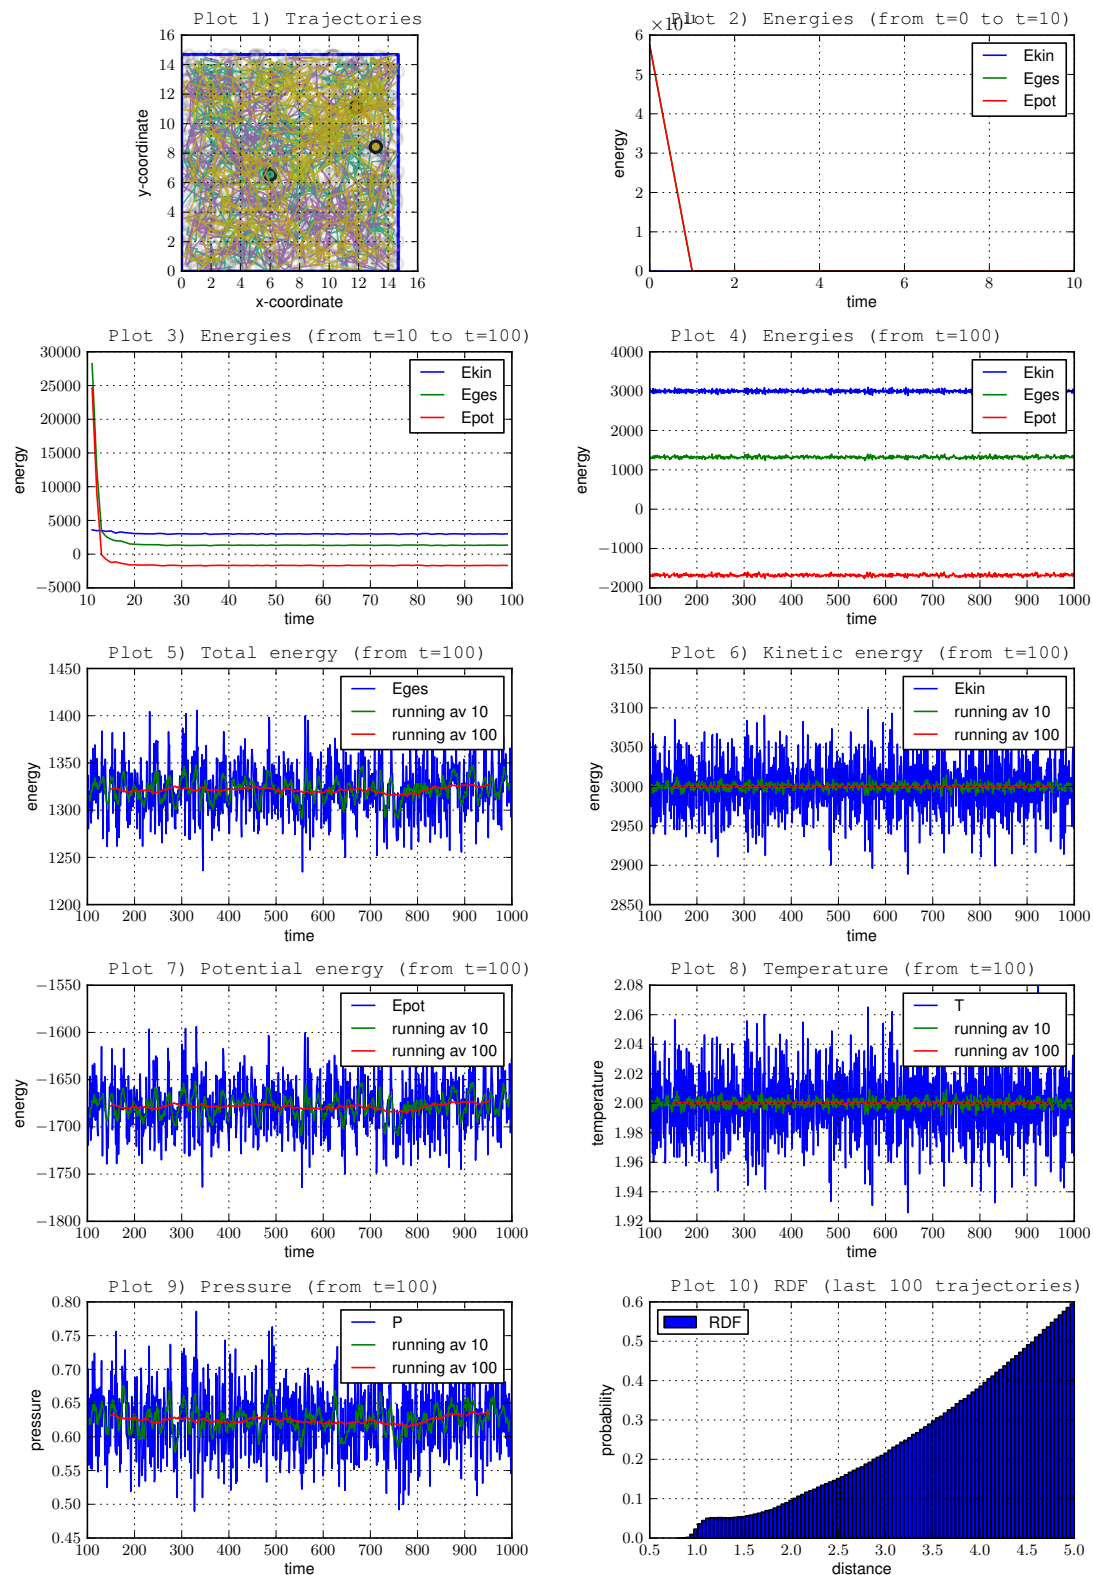 Plot 1) Trajectories
16
14
12
10
8
6
4
2
0
0 2 4 6 8 10 12 14 16
y-coordinate
x-coordinate
Plot 2) Energies (from t=0 to t=10)
6
5
4
3
2
1
0
0 2 4 6 8 10
energy
time
Ekin
Eges
Epot
Plot 3) Energies (from t=10 to t=100)
30000
25000
20000
15000
10000
5000
0
−5000
10 20 30 40 50 60 70 80 90 100
energy
time
Ekin
Eges
Epot
Plot 4) Energies (from t=100)
4000
3000
2000
1000
0
−1000
−2000
100 200 300 400 500 600 700 800 900 1000
energy
time
Ekin
Eges
Epot
Plot 5) Total energy (from t=100)
1450
1400
1350
1300
1250
1200
100 200 300 400 500 600 700 800 900 1000
energy
time
Eges
running av 10
running av 100
Plot 6) Kinetic energy (from t=100)
3150
3100
3050
3000
2950
2900
2850
100 200 300 400 500 600 700 800 900 1000
energy
time
Ekin
running av 10
running av 100
Plot 7) Potential energy (from t=100)
−1550
−1600
−1650
−1700
−1750
−1800
100 200 300 400 500 600 700 800 900 1000
energy
time
Epot
running av 10
running av 100
Plot 8) Temperature (from t=100)
2.08
2.06
2.04
2.02
2.00
1.98
1.96
1.94
1.92
100 200 300 400 500 600 700 800 900 1000
temperature
time
T
running av 10
running av 100
Plot 9) Pressure (from t=100)
0.80
0.75
0.70
0.65
0.60
0.55
0.50
0.45
100 200 300 400 500 600 700 800 900 1000
pressure
time
P
running av 10
running av 100
Plot 10) RDF (last 100 trajectories)
0.6
0.5
0.4
0.3
0.2
0.1
0.0
0.5 1.0 1.5 2.0 2.5 3.0 3.5 4.0 4.5 5.0
probability
distance
RDF